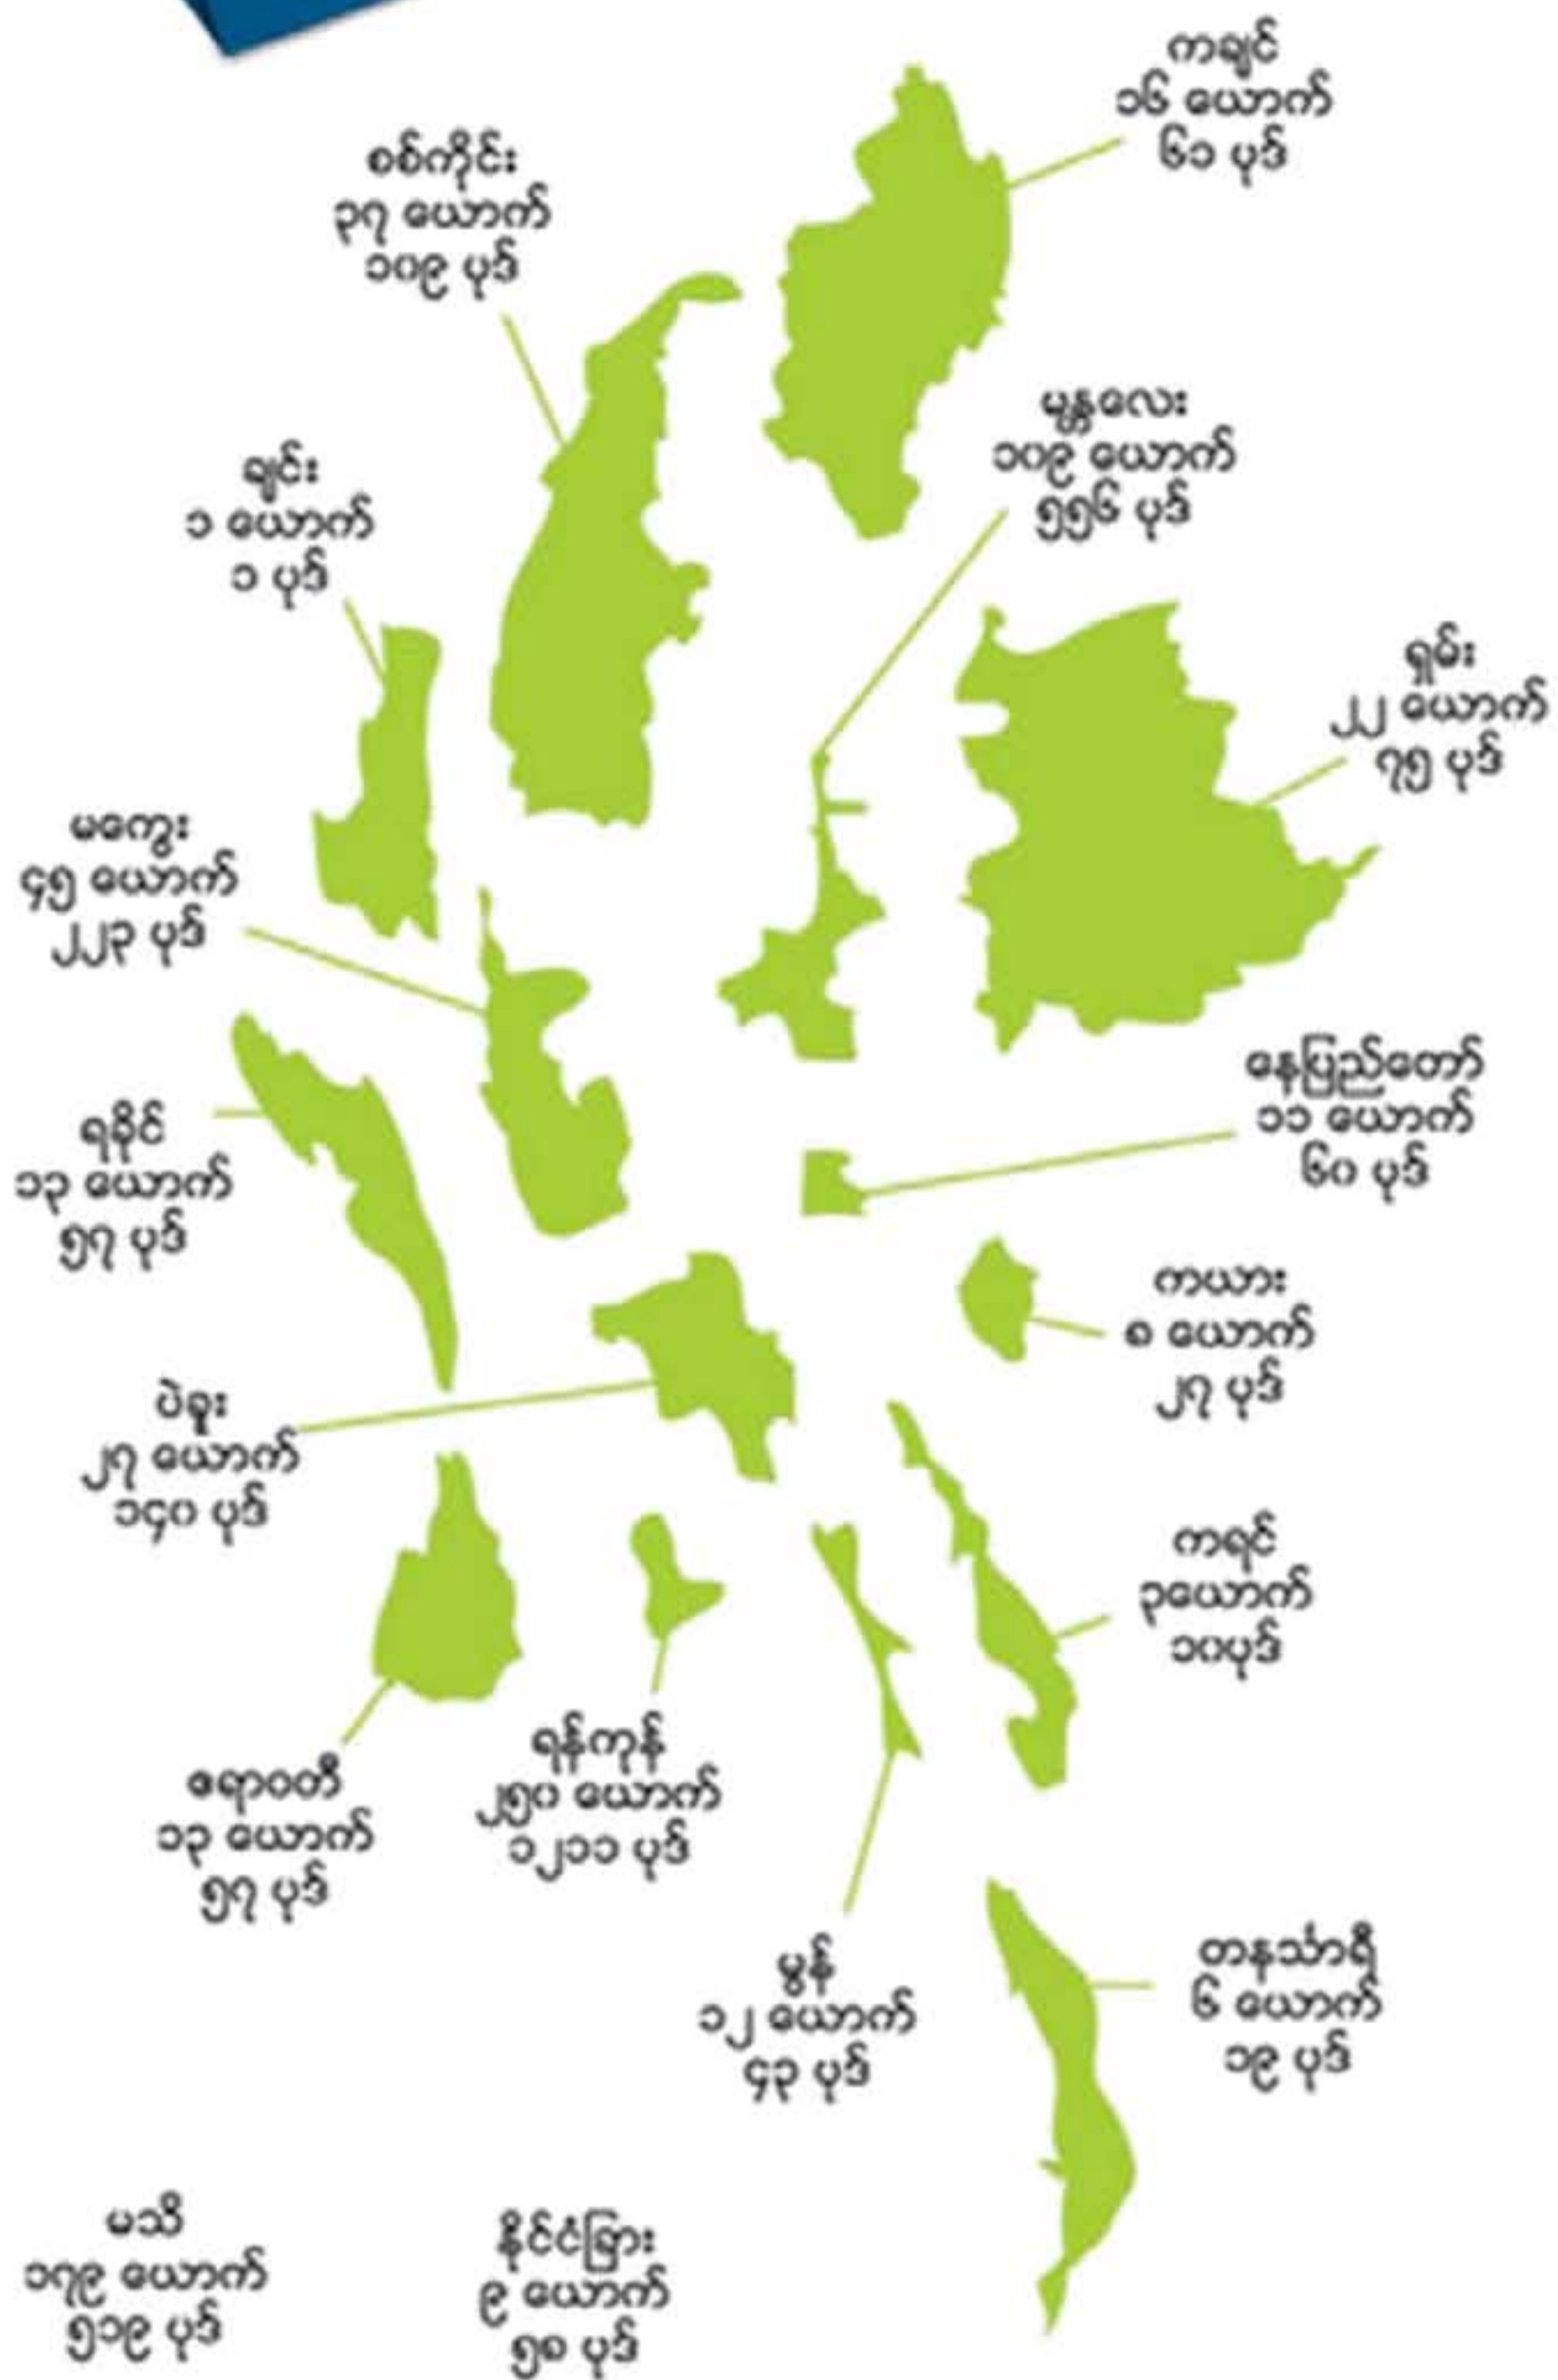 ကချင်
၁၆ ယောက်
၆၁ ပုဒ်
စစ်ကိုင်း
၃၇ ယောက်
၁၀၉ ပုဒ်
မန္တလေး
၁၀၉ ယောက်
၅၅၆ ပုဒ်
ချင်း
၁ ယောက်
၁ ပုဒ်
ရှမ်း
၂၂ ယောက်
၇၅ ပုဒ်
မကွေး
၄၅ ယောက်
၂၂၃ ပုဒ်
နေပြည်တော်
၁၁ ယောက်
၆၀ ပုဒ်
ရခိုင်
၁၃ ယောက်
၅၇ ပုဒ်
ကယား
၈ ယောက်
၂၇ ပုဒ်
ပဲခူး
၂၇ ယောက်
၁၄၀ ပုဒ်
ကရင်
၃ယောက်
၁၀ပုဒ်
ဧရာဝတီ
၁၃ ယောက်
၅၇ ပုဒ်
ရန်ကုန်
၂၅၀ ယောက်
၁၂၁၁ ပုဒ်
မွန်
၁၂ ယောက်
၄၃ ပုဒ်
တနင်္သာရီ
၆ ယောက်
၁၉ ပုဒ်
မသိ
၁၇၉ ယောက်
၅၁၉ ပုဒ်
နိုင်ငံခြား
၉ ယောက်
၅၈ ပုဒ်